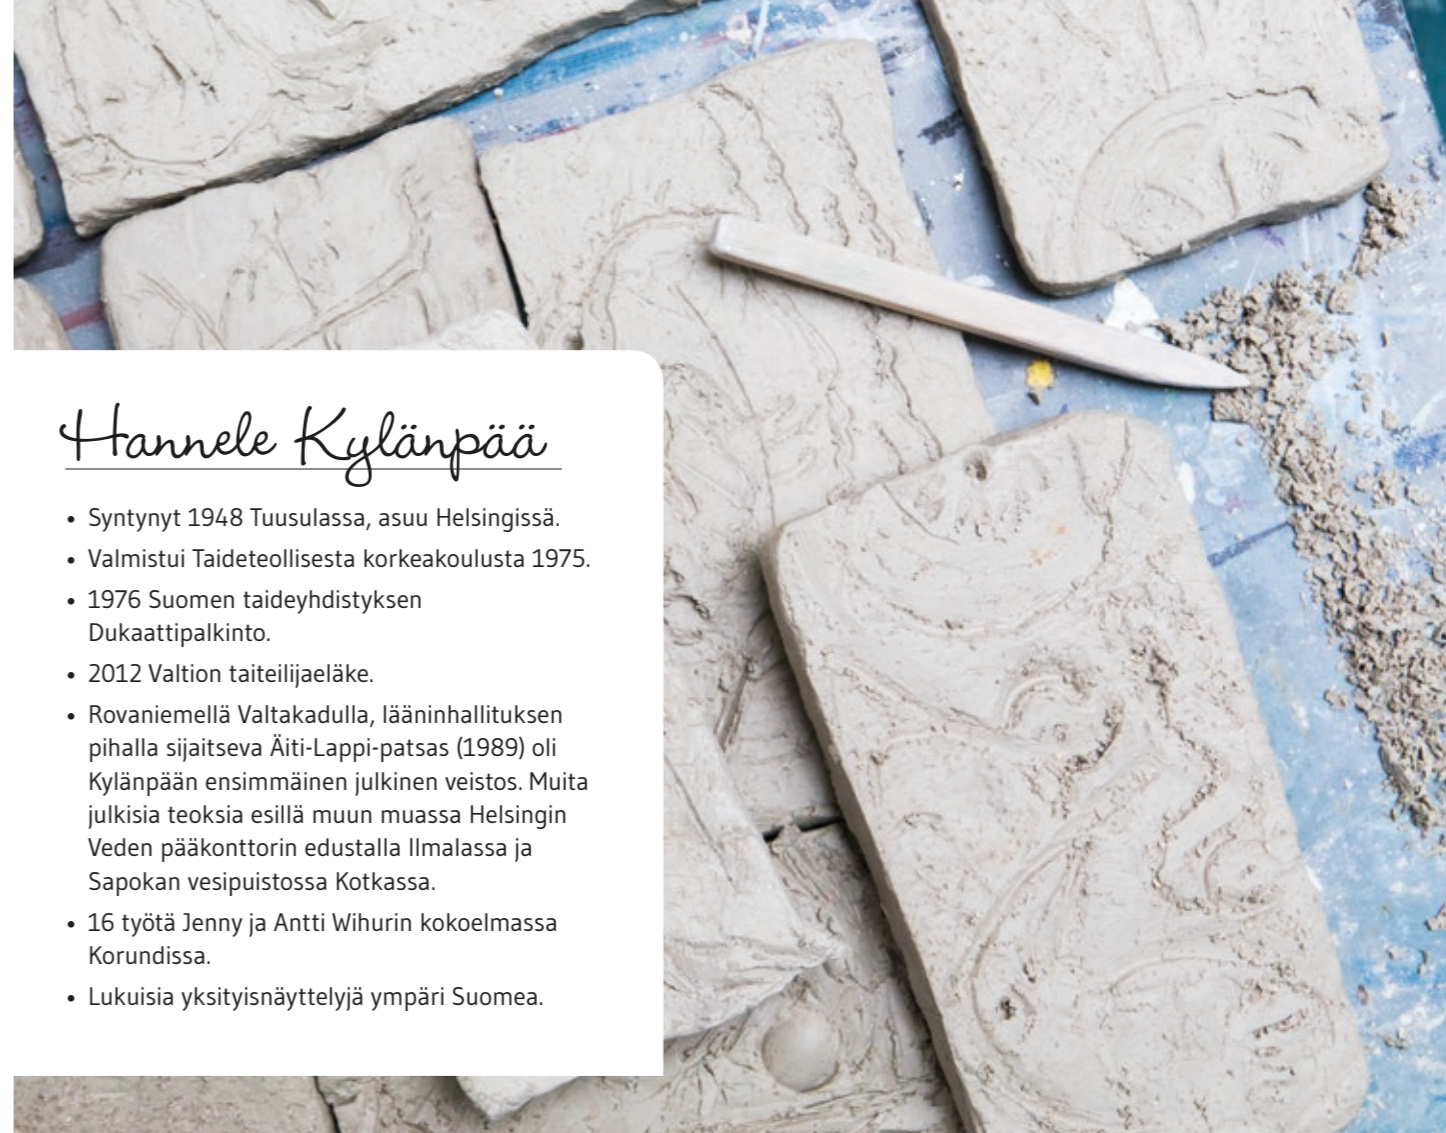 Hannele Kylänpää
• Syntynyt 1948 Tuusulassa, asuu Helsingissä.
• Valmistui Taideteollisesta korkeakoulusta 1975.
• 1976 Suomen taideyhdistyksen
Dukaattipalkinto.
• 2012 Valtion taiteilijaeläke.
• Rovaniemellä Valtakadulla, lääninhallituksen
pihalla sijaitseva Äiti-Lappi-patsas (1989) oli
Kylänpään ensimmäinen julkinen veistos. Muita
julkisia teoksia esillä muun muassa Helsingin
Veden pääkonttorin edustalla Ilmalassa ja
Sapokan vesipuistossa Kotkassa.
• 16 työtä Jenny ja Antti Wihurin kokoelmassa
Korundissa.
• Lukuisia yksityisnäyttelyjä ympäri Suomea.